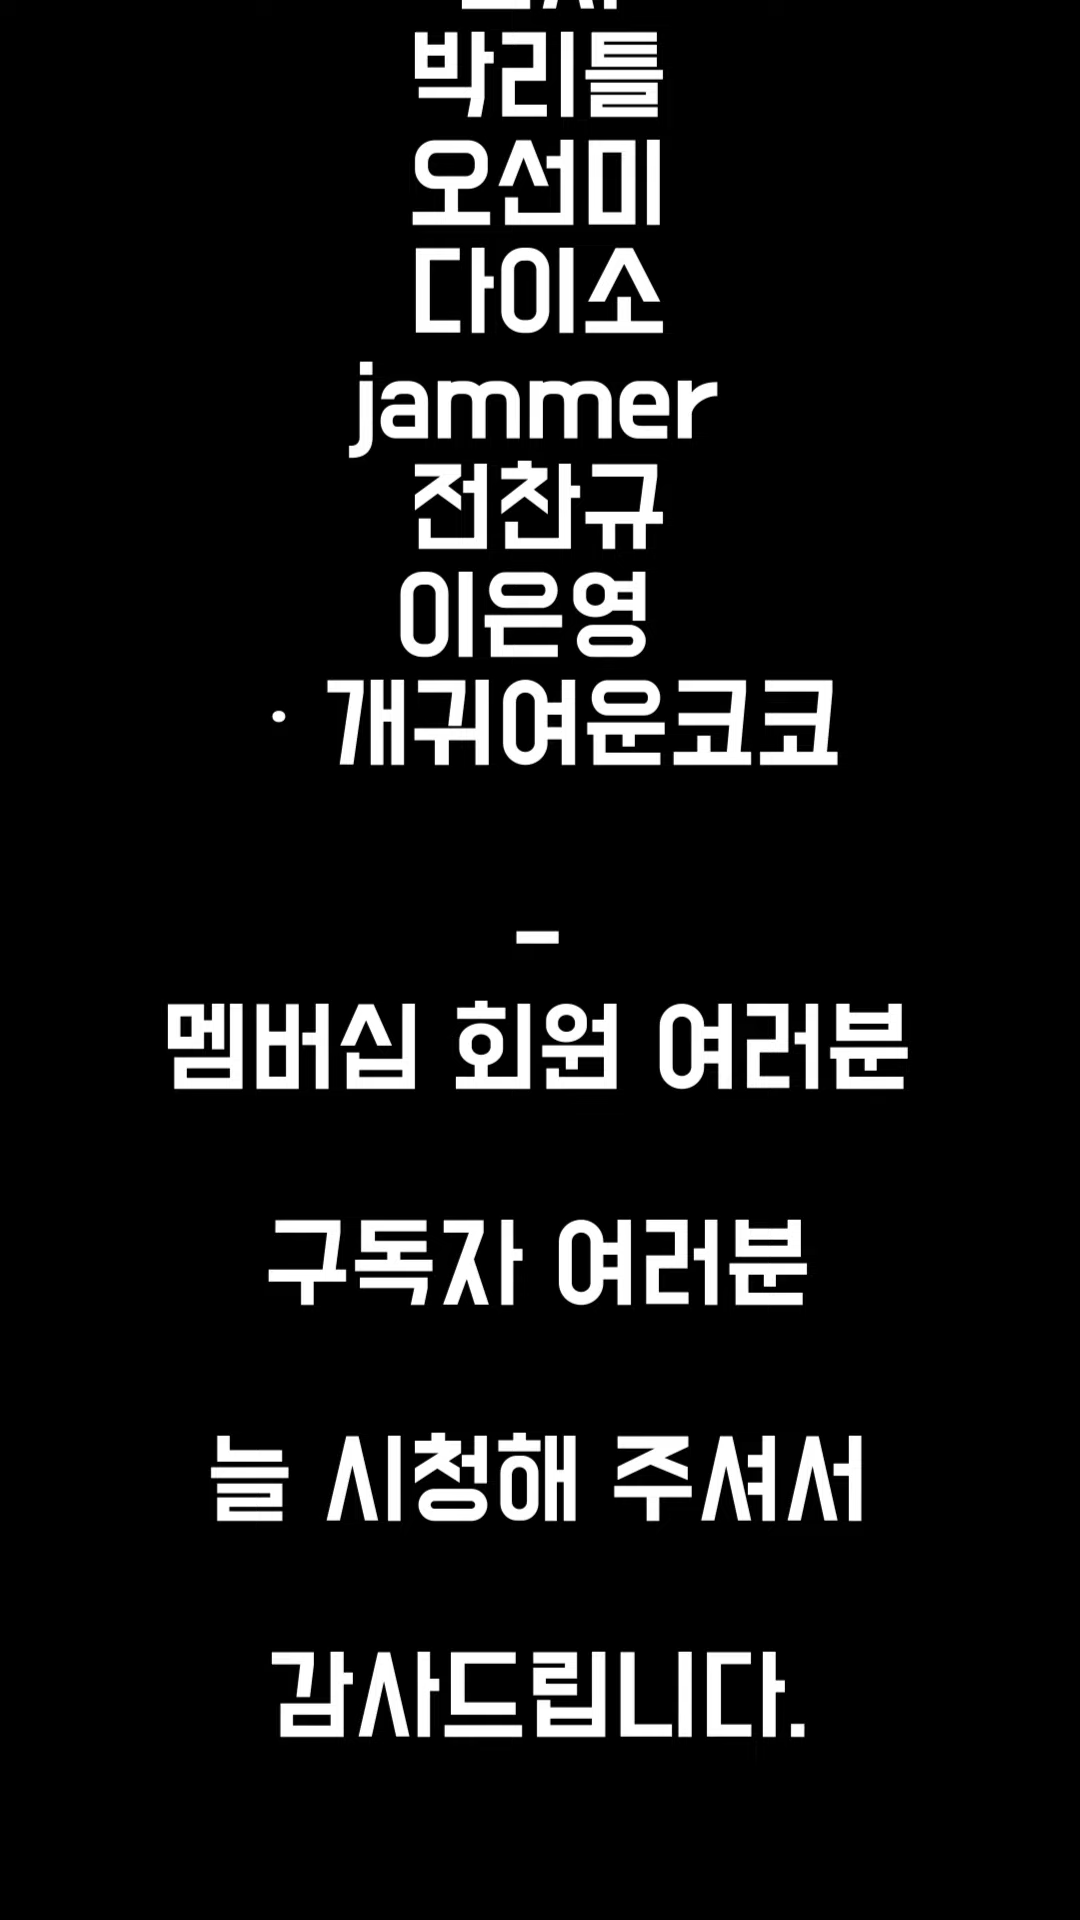 박리틀
오선미
다이소
jammer
전찬규
이은영
· 개귀여운코코
-
멤버십 회원 여러분
구독자 여러분
늘 시청해 주셔서
감사드립니다.